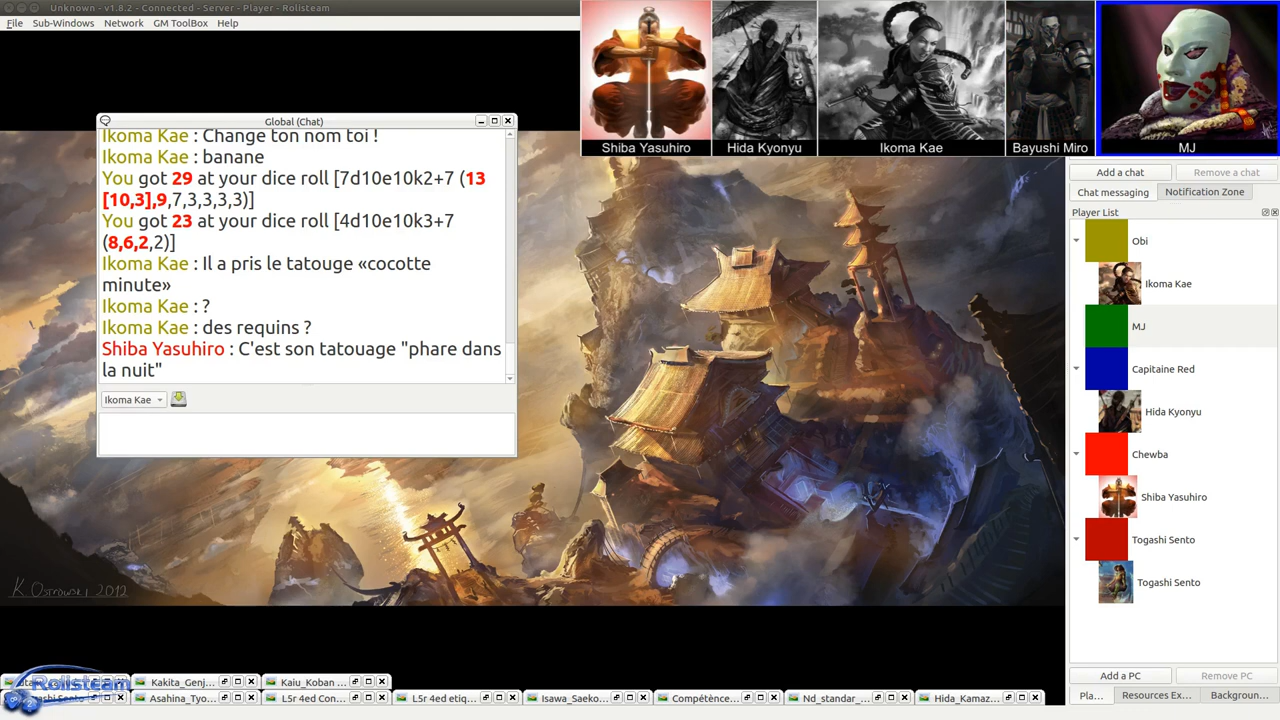 Unknown - v1.8.2 - Connected - Server - Player - Rolisteam
File Sub-Windows Network GM ToolBox Help
Shiba Yasuhiro Hida Kyonyu Ikoma Kae Bayushi Miro MJ
Global (Chat)
Ikoma Kae : Change ton nom toi !
Ikoma Kae : banane
You got 29 at your dice roll [7d10e10k2+7 (13
[10,3],9,7,3,3,3,3)]
You got 23 at your dice roll [4d10e10k3+7
(8,6,2,2)]
Ikoma Kae : Il a pris le tatouge «cocotte
minute»
Ikoma Kae : ?
Ikoma Kae : des requins ?
Shiba Yasuhiro : C'est son tatouage "phare dans
la nuit"
Ikoma Kae
Add a chat Remove a chat
Chat messaging Notification Zone
Player List
Obi
Ikoma Kae
MJ
Capitaine Red
Hida Kyonyu
Chewba
Shiba Yasuhiro
Togashi Sento
Togashi Sento
Add a PC Remove PC
Pla... Resources Ex... Backgroun...
K Ostrowski 2012
Kakita_Genj... Kaiu_Koban ...
Asahina_Tyo... L5r 4ed Con... L5r 4ed etiq... Isawa_Saeko... Compétence... Nd_standar_... Hida_Kamaz...
Rolisteam